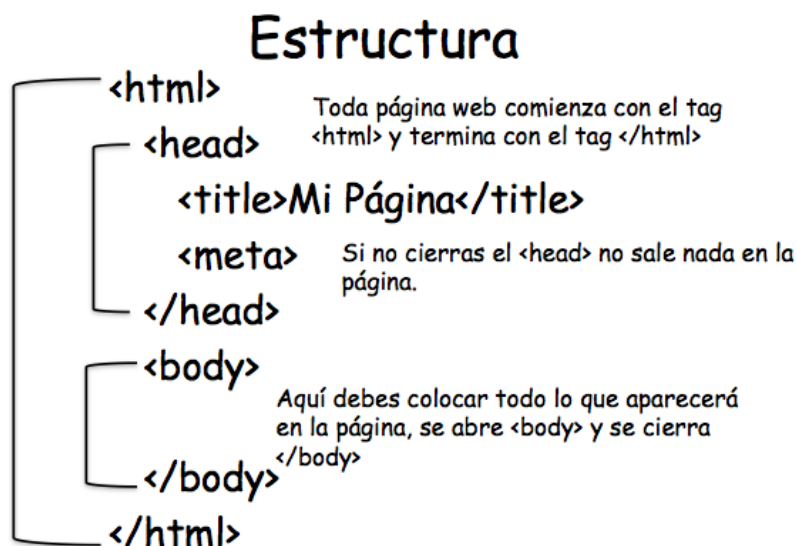 Estructura
<html>
Toda página web comienza con el tag
<html> y termina con el tag </html>
<head>
<title>Mi Página</title>
<meta>
Si no cierras el <head> no sale nada en la
página.
</head>
<body>
Aquí debes colocar todo lo que aparecerá
en la página, se abre <body> y se cierra
</body>
</body>
</html>